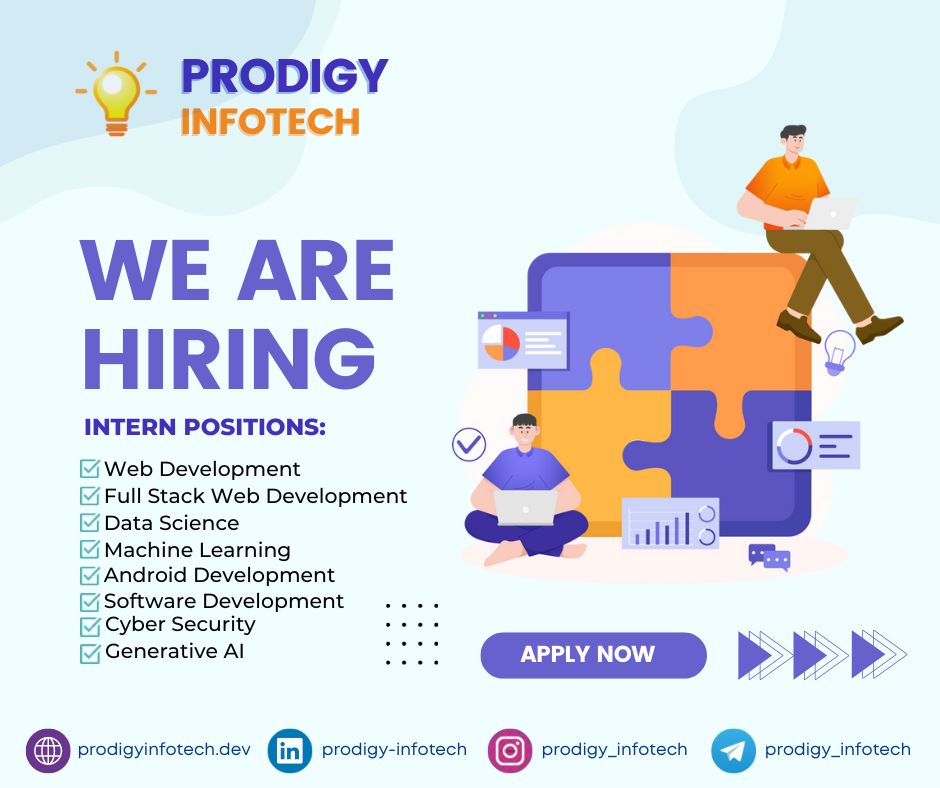 PRODIGY
INFOTECH
WE ARE
HIRING
INTERN POSITIONS:
Web Development
Full Stack Web Development
Data Science
Machine Learning
Android Development
Software Development
Cyber Security
Generative AI
APPLY NOW
prodigyinfotech.dev prodigy-infotech prodigy_infotech prodigy_infotech